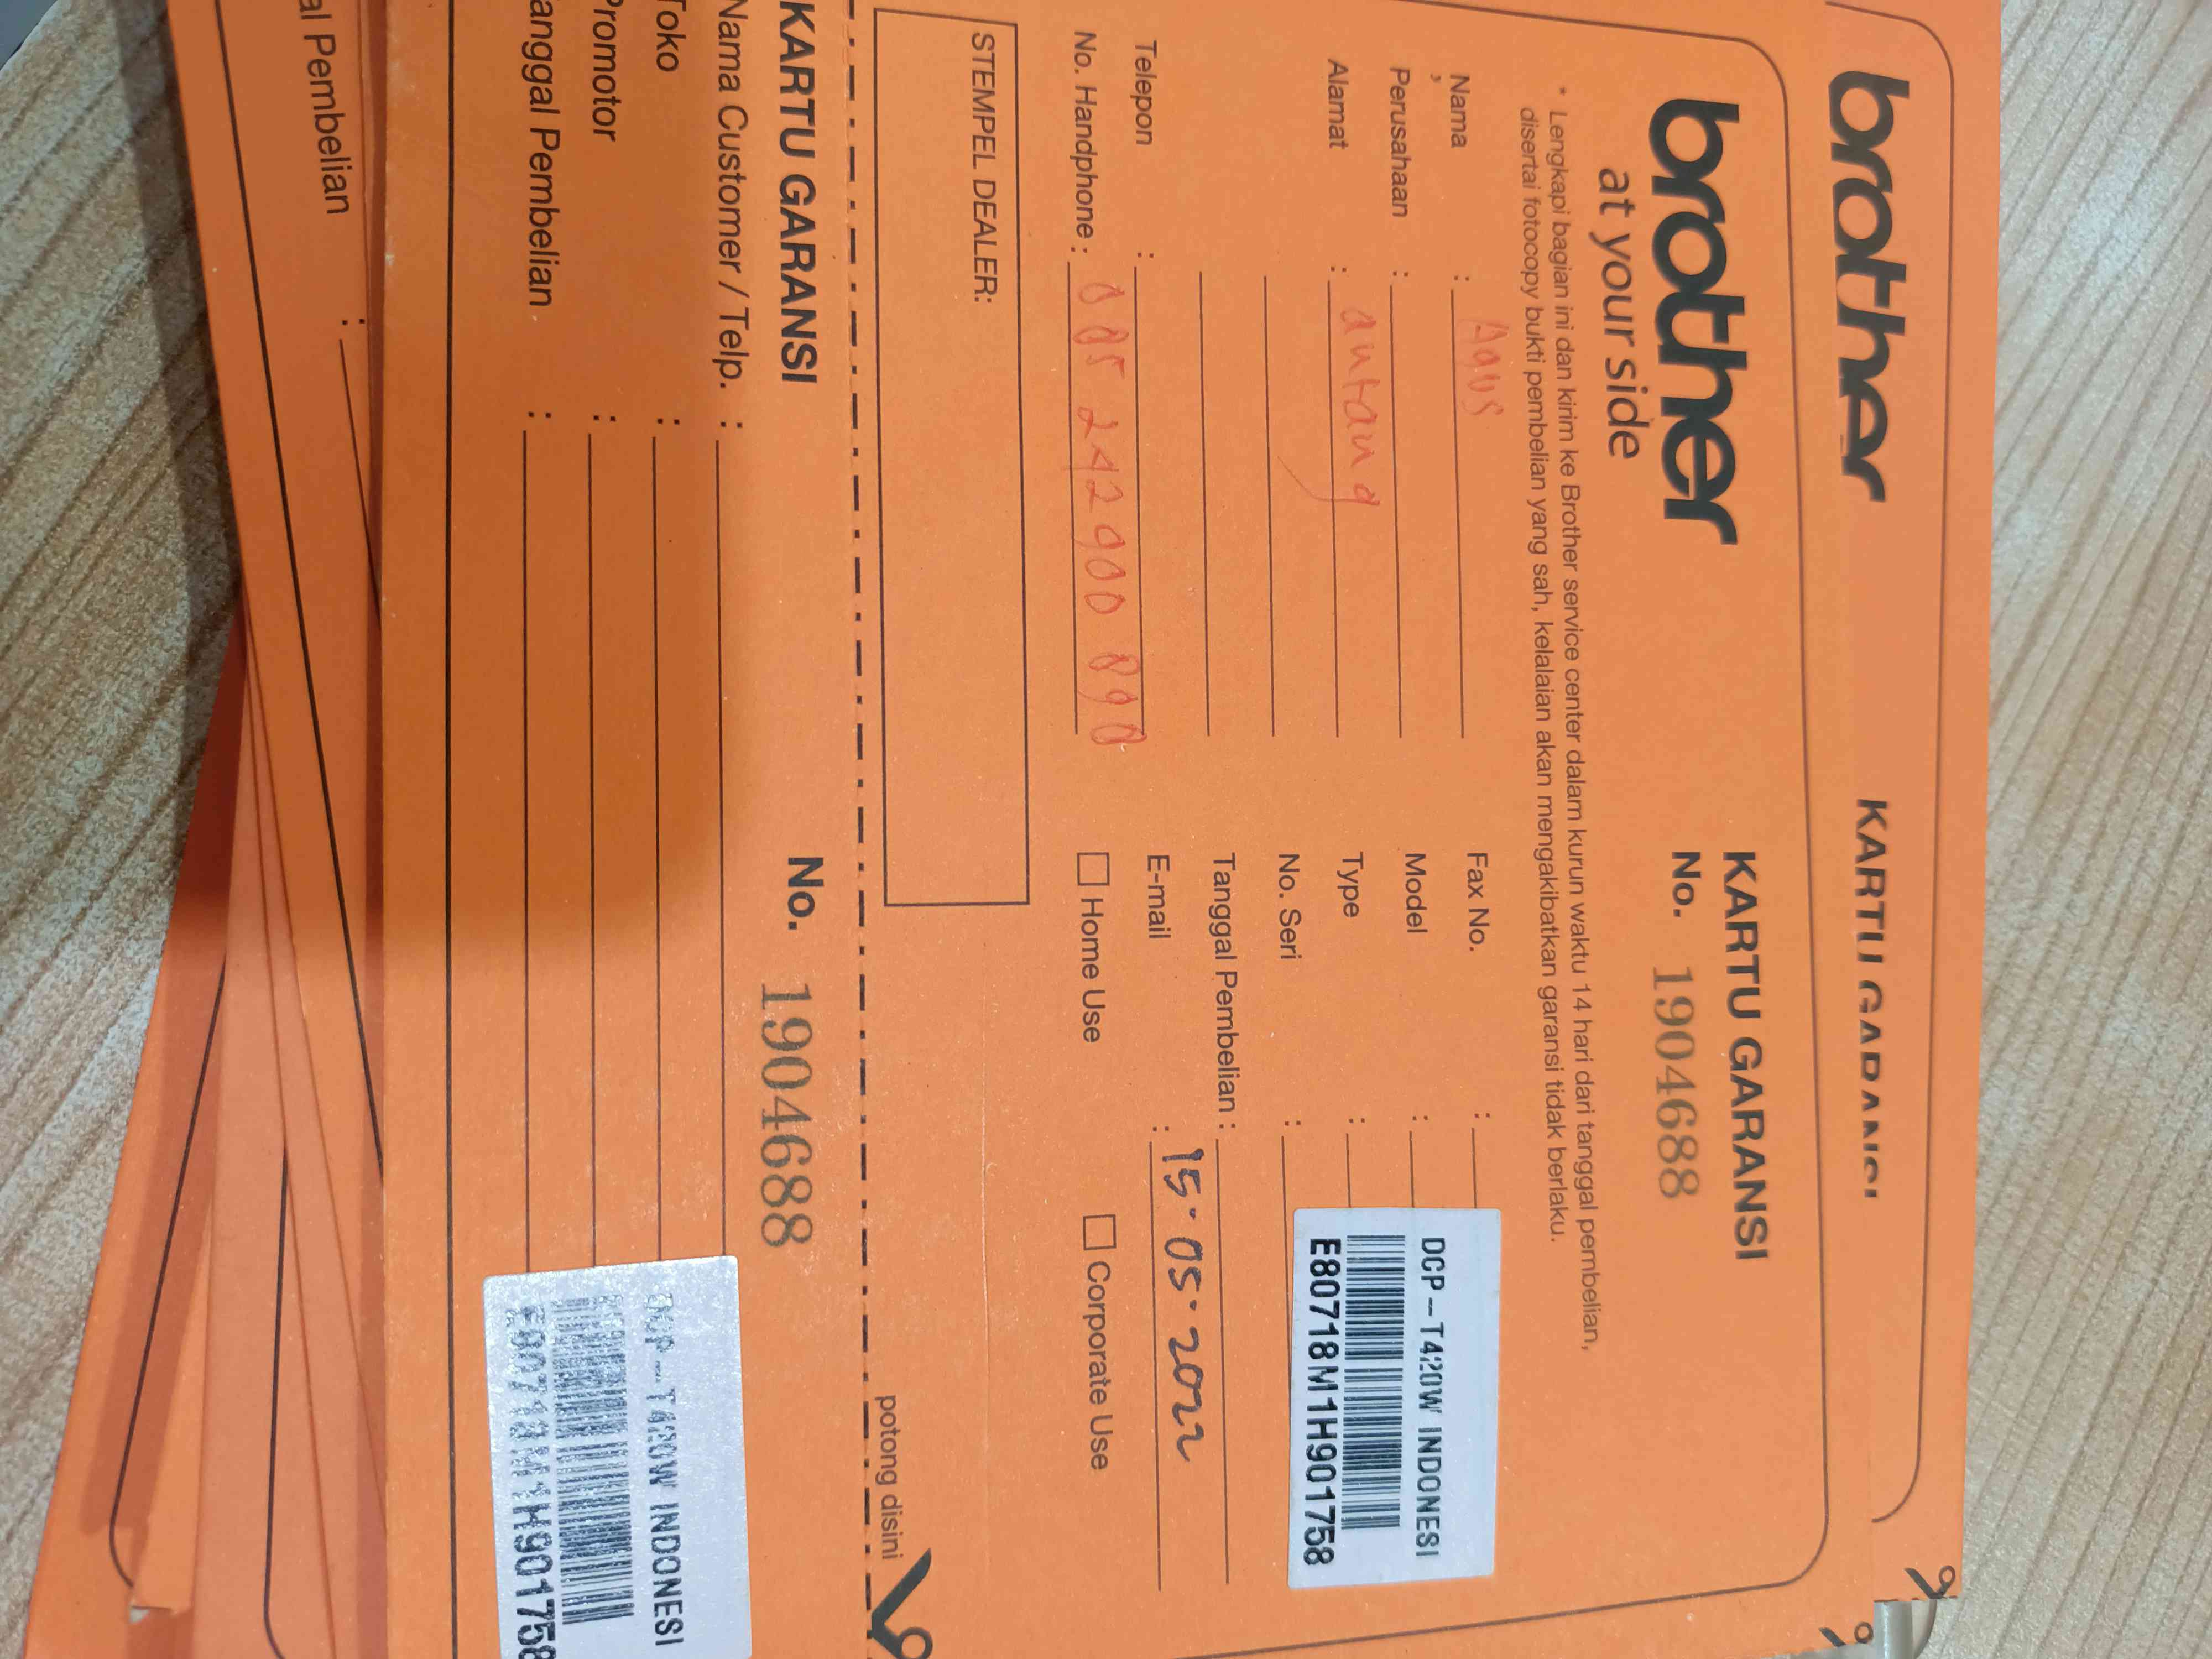 brother
KARTU GARANSI
brother
at your side
KARTU GARANSI
No. 1904688
* Lengkapi bagian ini dan kirim ke Brother service center dalam kurun waktu 14 hari dari tanggal pembelian,
disertai fotocopy bukti pembelian yang sah, kelalaian akan mengakibatkan garansi tidak berlaku.
Nama : Agus
Perusahaan :
Alamat : antang
Telepon :
No. Handphone : 085 242 900 890
Fax No. :
Model :
Type :
No. Seri :
DCP-T420W INDONESI
E80718M1H901758
Tanggal Pembelian :
E-mail : 15.05.2022
Home Use
Corporate Use
STEMPEL DEALER:
potong disini
KARTU GARANSI
No. 1904688
Nama Customer / Telp. :
Toko :
Promotor :
anggal Pembelian :
DCP-T420W INDONESI
E80718M1H901758
al Pembelian :